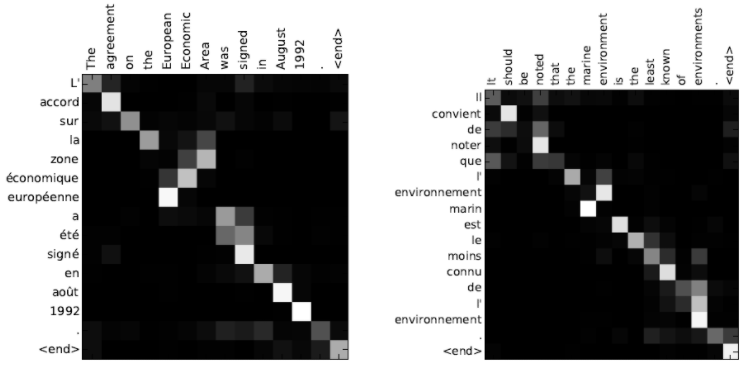 The agreement on the European Economic Area was signed in August 1992 . <end>
L'
accord
sur
la
zone
économique
européenne
a
été
signé
en
août
1992
.
<end>
It should be noted that the marine environment is the least known of environments . <end>
Il
convient
de
noter
que
l'
environnement
marin
est
le
moins
connu
de
l'
environnement
.
<end>